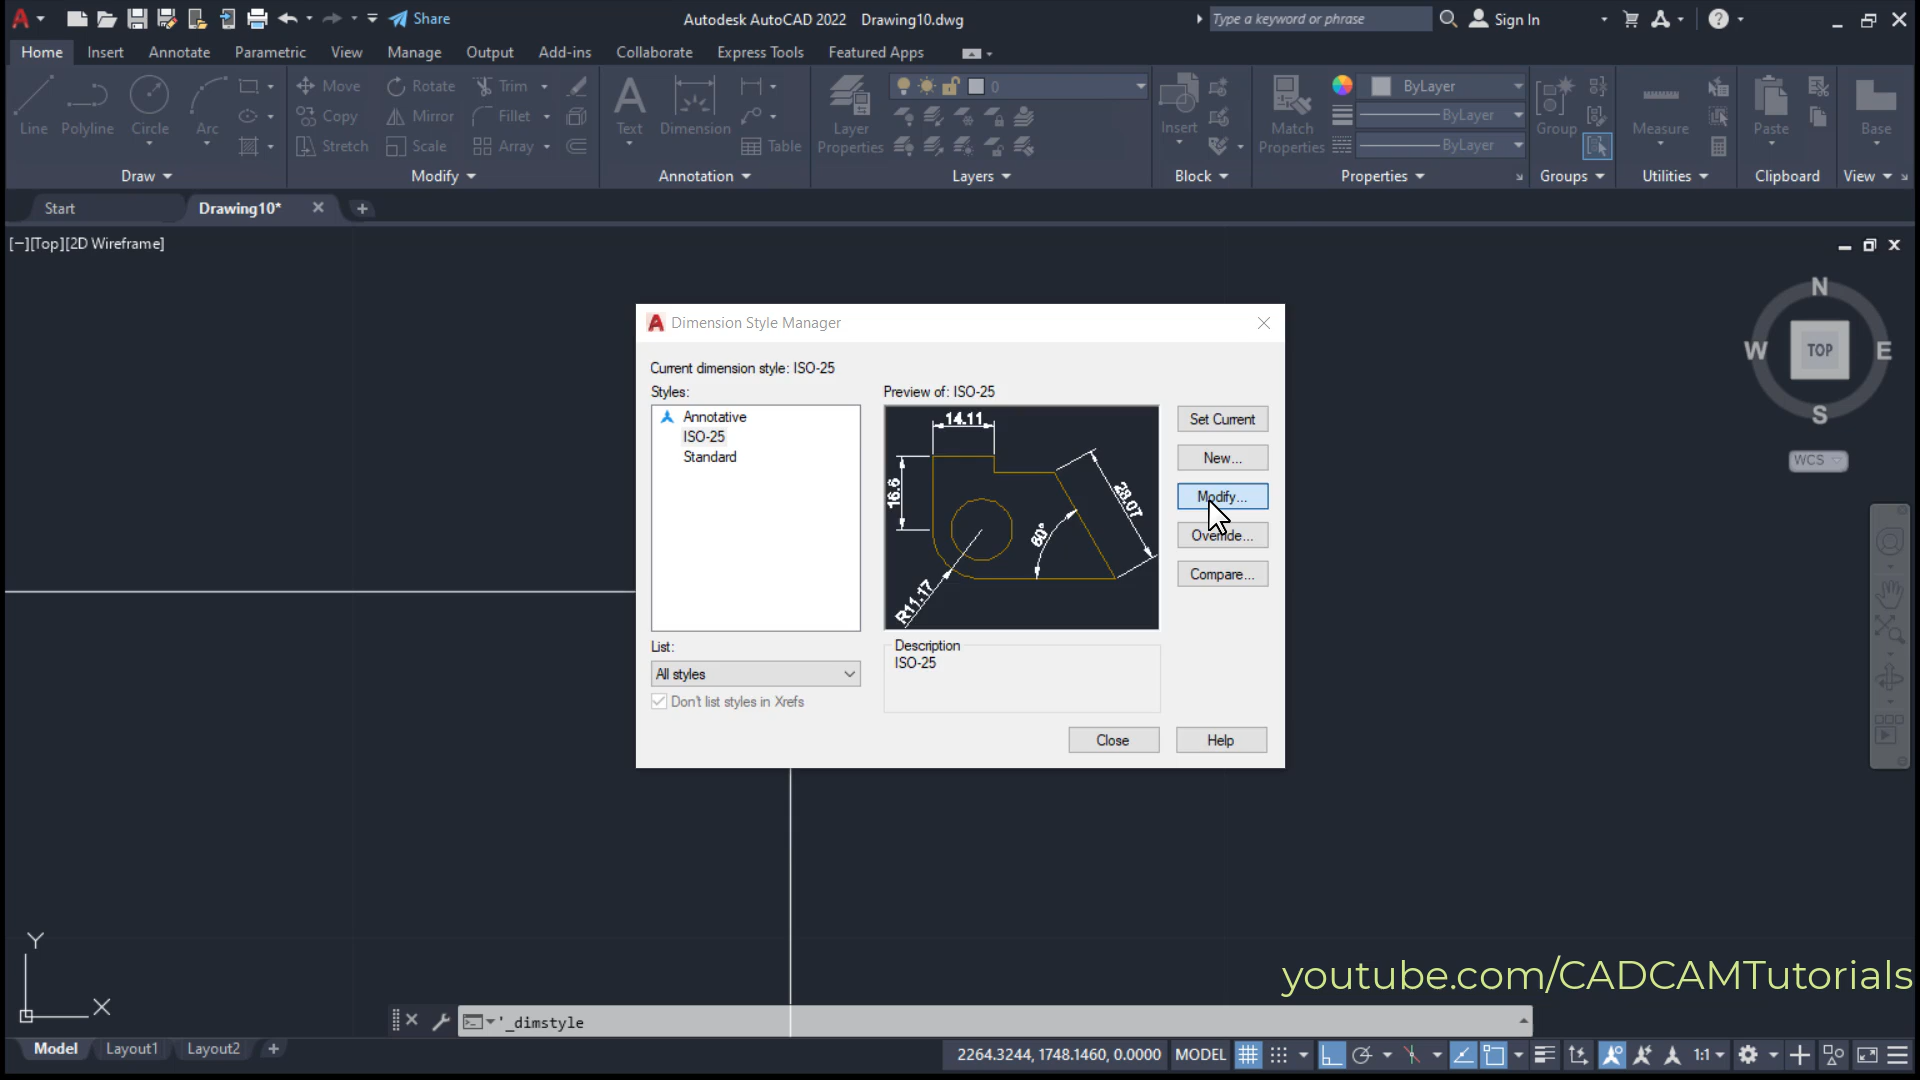 Share
Autodesk AutoCAD 2022 Drawing10.dwg
Type a keyword or phrase
Sign In
Home Insert Annotate Parametric View Manage Output Add-ins Collaborate Express Tools Featured Apps
Line Polyline Circle Arc
Move Rotate Trim
Copy Mirror Fillet
Stretch Scale Array
Text Dimension Table
Layer Properties
0
Insert
Match Properties
ByLayer
ByLayer
ByLayer
Group
Measure
Paste
Base
Draw Modify Annotation Layers Block Properties Groups Utilities Clipboard View
Start Drawing10*
[−][Top][2D Wireframe]
N
W TOP E
S
WCS
Dimension Style Manager
Current dimension style: ISO-25
Styles:
Annotative
ISO-25
Standard
Preview of: ISO-25
14.11
16.6
28.07
60°
R11.17
Set Current
New...
Modify...
Override...
Compare...
List:
All styles
Don't list styles in Xrefs
Description
ISO-25
Close Help
Y
X
youtube.com/CADCAMTutorials
'_dimstyle
Model Layout1 Layout2
2264.3244, 1748.1460, 0.0000 MODEL 1:1